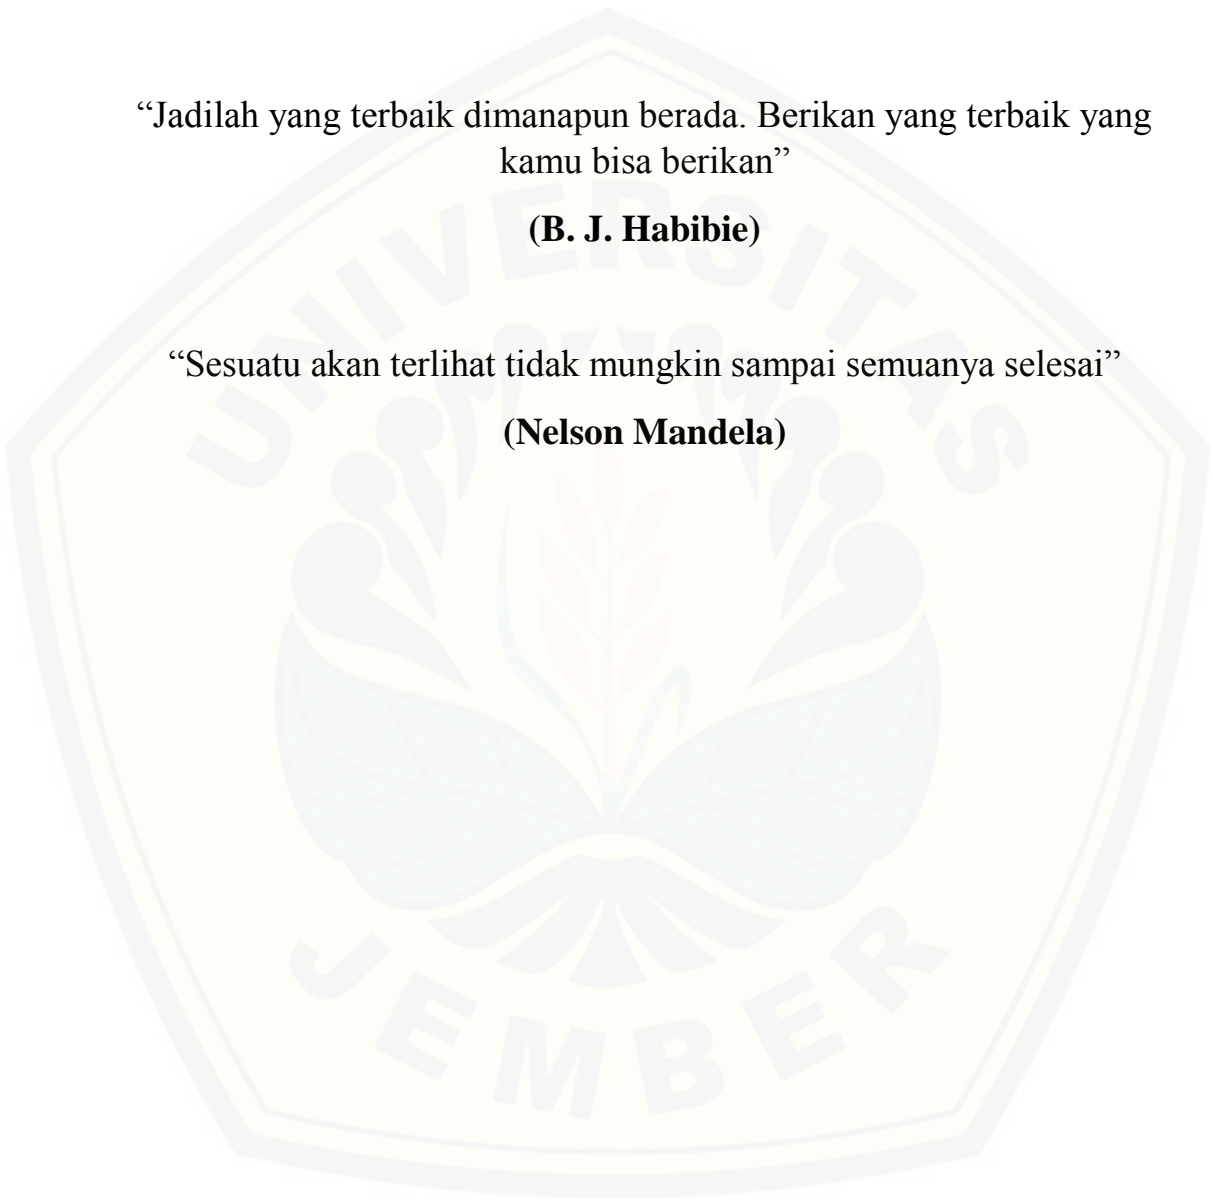 “Jadilah yang terbaik dimanapun berada. Berikan yang terbaik yang
kamu bisa berikan”
(B. J. Habibie)
“Sesuatu akan terlihat tidak mungkin sampai semuanya selesai”
(Nelson Mandela)
UNIVERSITAS
JEMBER